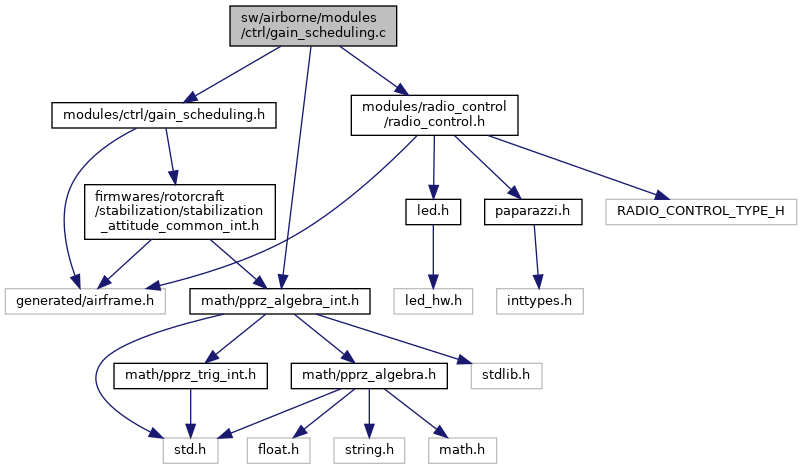 sw/airborne/modules
/ctrl/gain_scheduling.c
modules/ctrl/gain_scheduling.h
modules/radio_control
/radio_control.h
firmwares/rotorcraft
/stabilization/stabilization
_attitude_common_int.h
led.h
paparazzi.h
RADIO_CONTROL_TYPE_H
generated/airframe.h
math/pprz_algebra_int.h
led_hw.h
inttypes.h
math/pprz_trig_int.h
math/pprz_algebra.h
stdlib.h
std.h
float.h
string.h
math.h